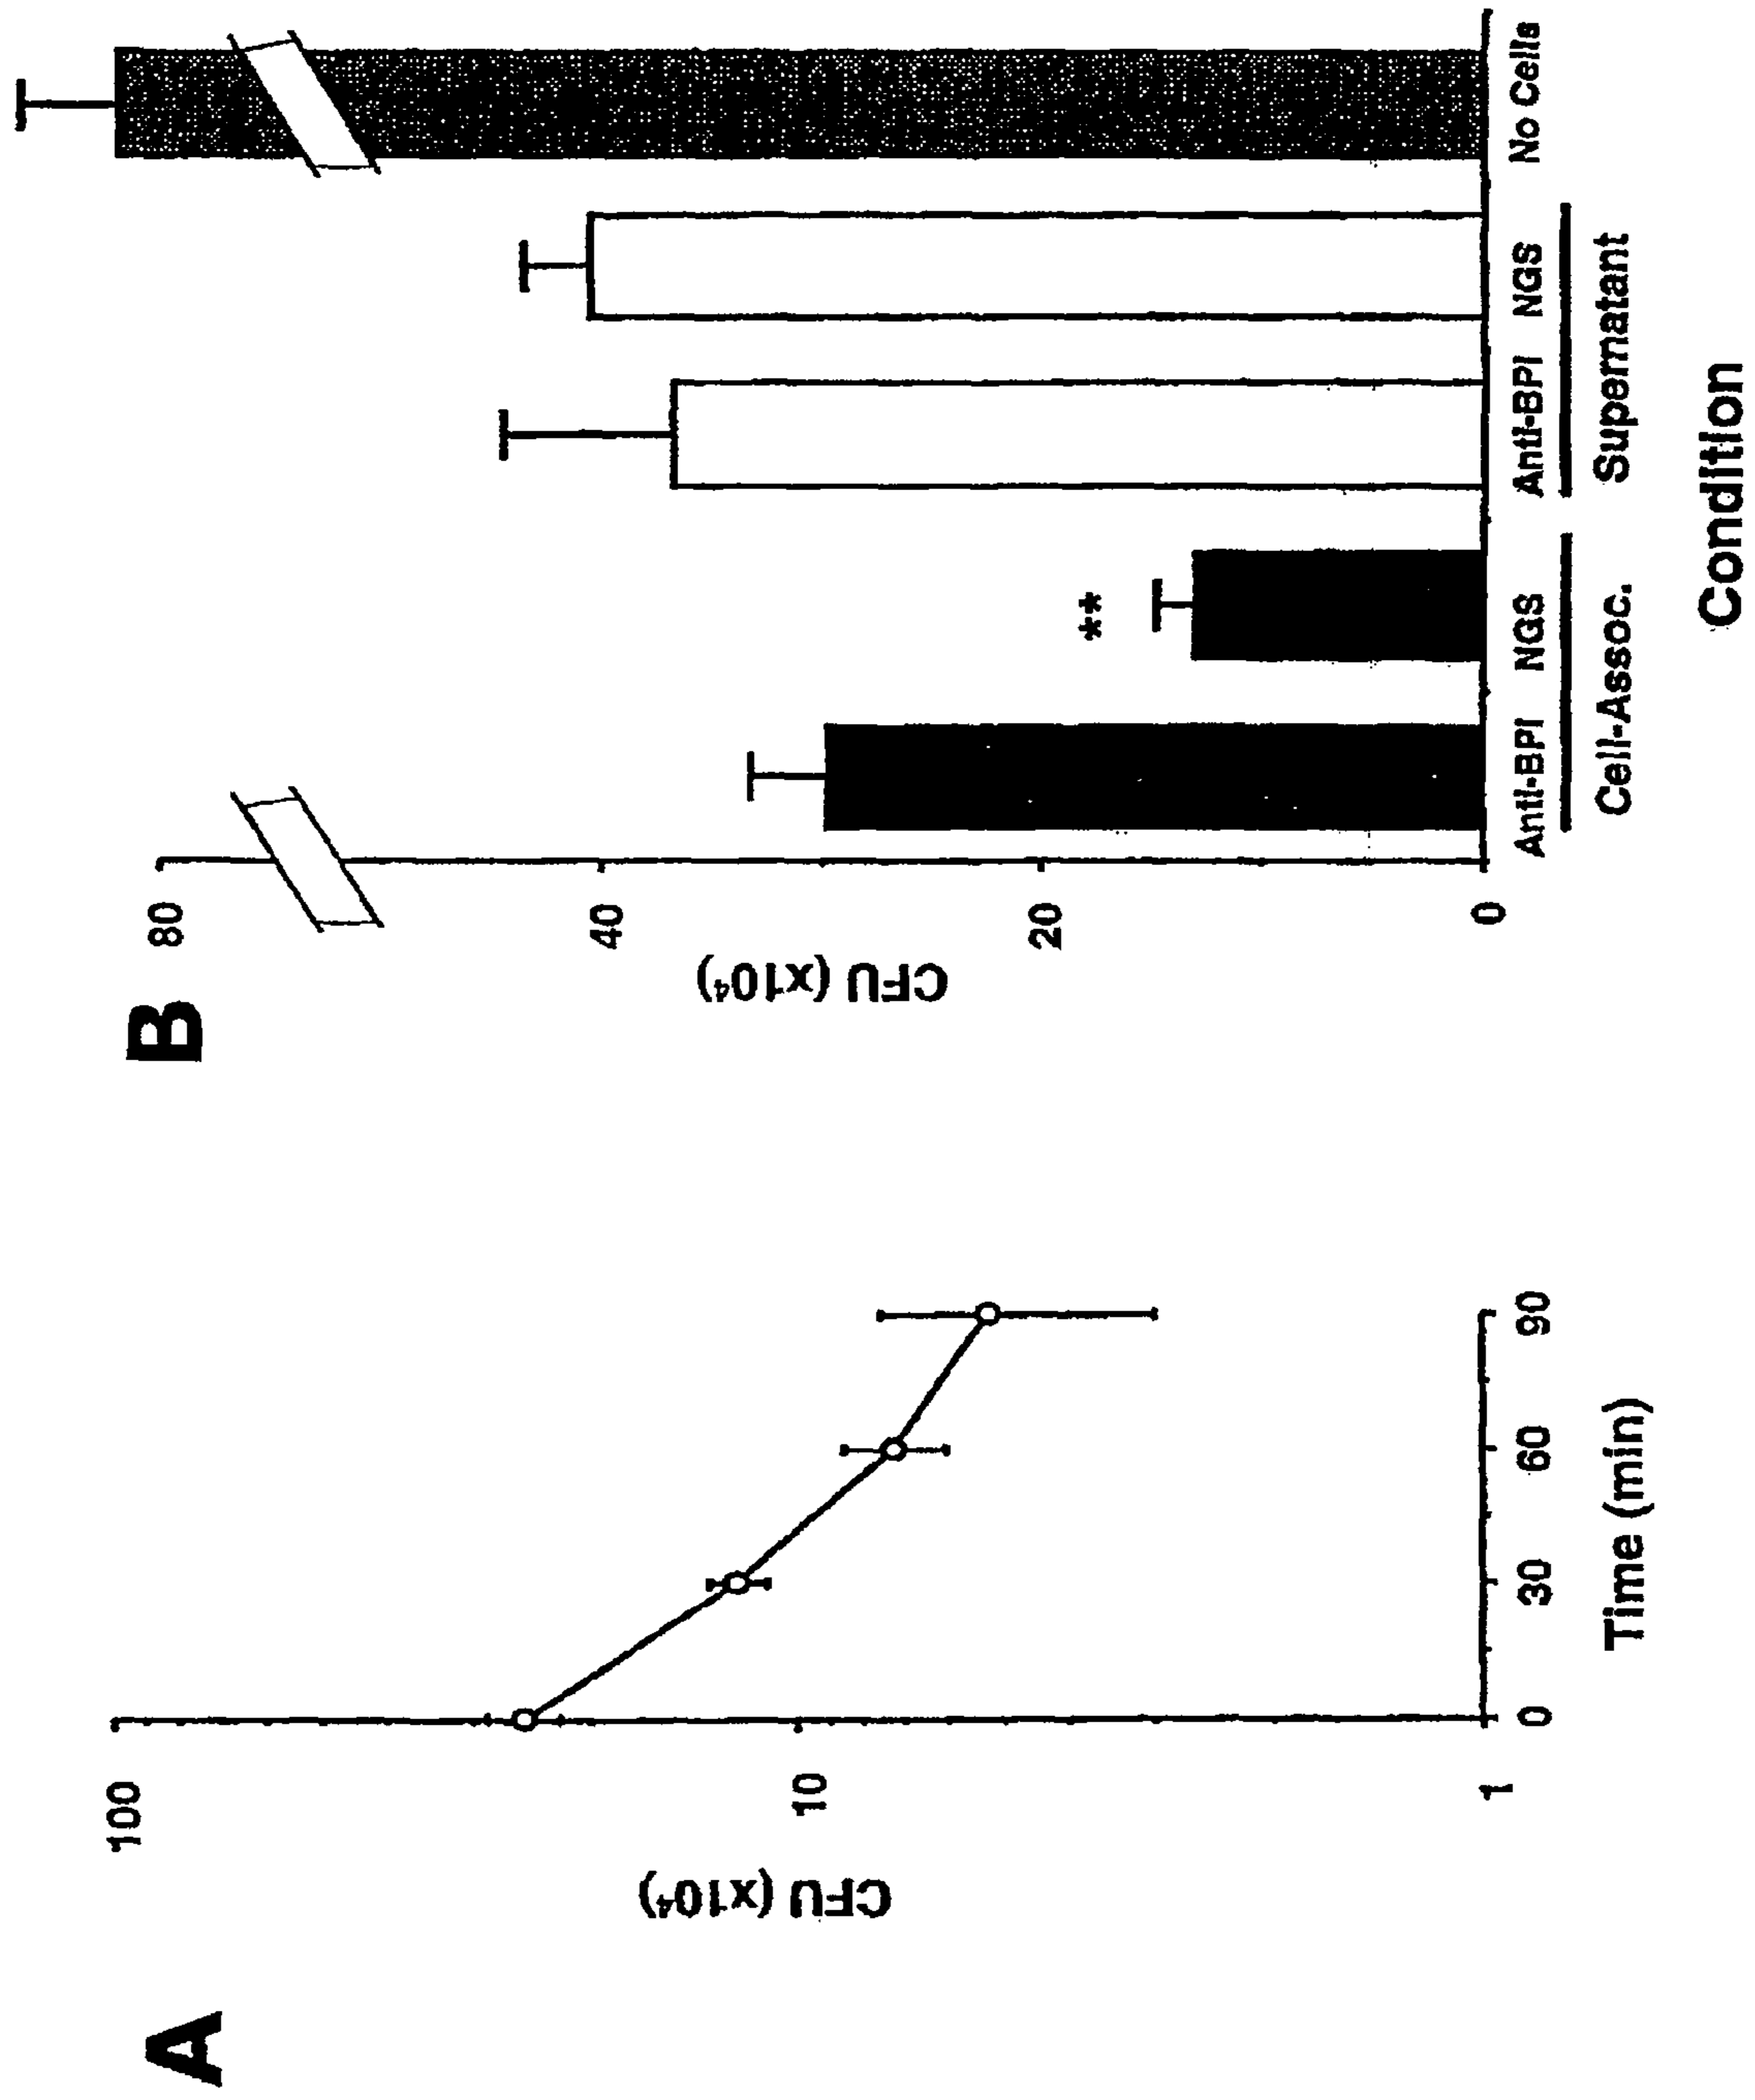 A
CFU (x10⁴)
100
10
1
0 30 60 90
Time (min)
B
CFU (x10⁴)
80
40
20
0
**
Anti-BPI NGS Anti-BPI NGS No Cells
Cell-Assoc. Supernatant
Condition